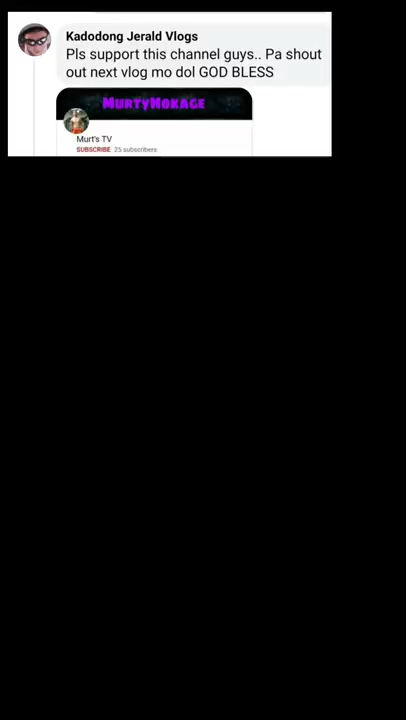 Kadodong Jerald Vlogs
Pls support this channel guys.. Pa shout
out next vlog mo dol GOD BLESS
MurtyHokage
Murt's TV
SUBSCRIBE 25 subscribers